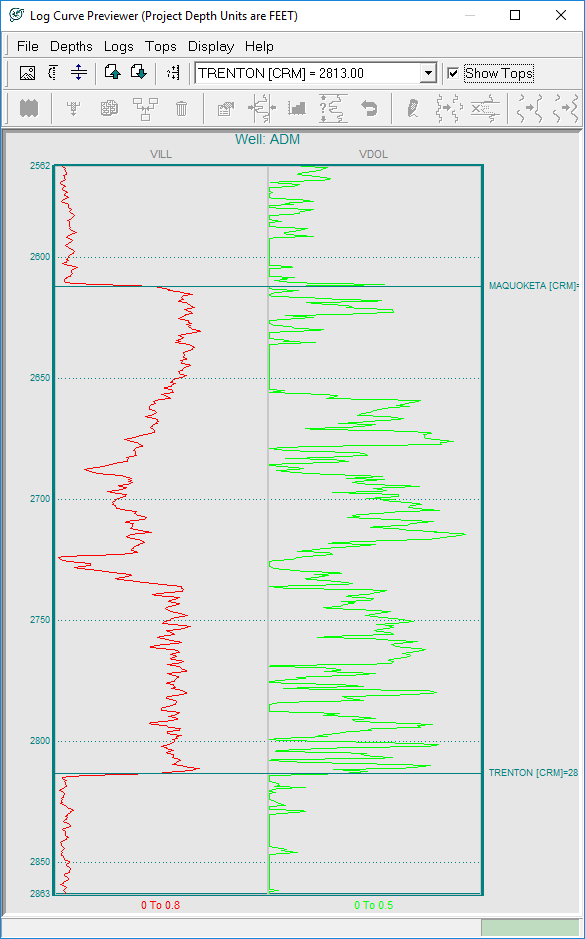 Log Curve Previewer (Project Depth Units are FEET)
File Depths Logs Tops Display Help
TRENTON [CRM] = 2813.00 Show Tops
Well: ADM
VILL VDOL
2562
2600
MAQUOKETA [CRM]=
2650
2700
2750
2800
TRENTON [CRM]=28
2850
2863
0 To 0.8 0 To 0.5